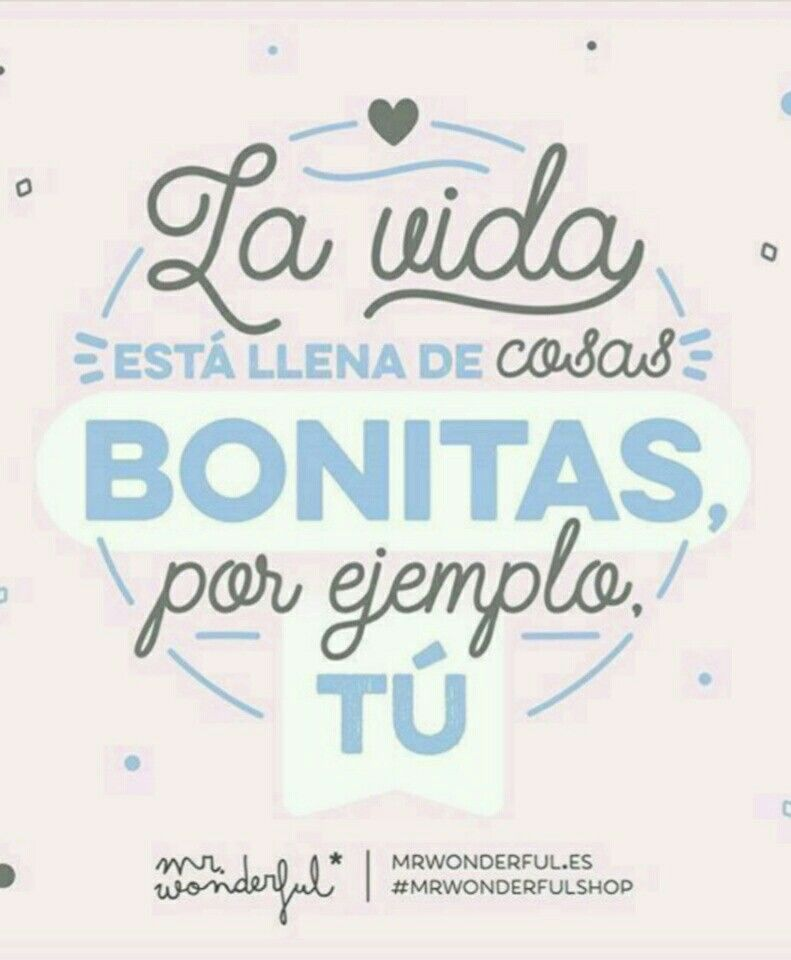 La vida
ESTÁ LLENA DE cosas
BONITAS,
por ejemplo,
TÚ
mr. wonderful*
MRWONDERFUL.ES
#MRWONDERFULSHOP